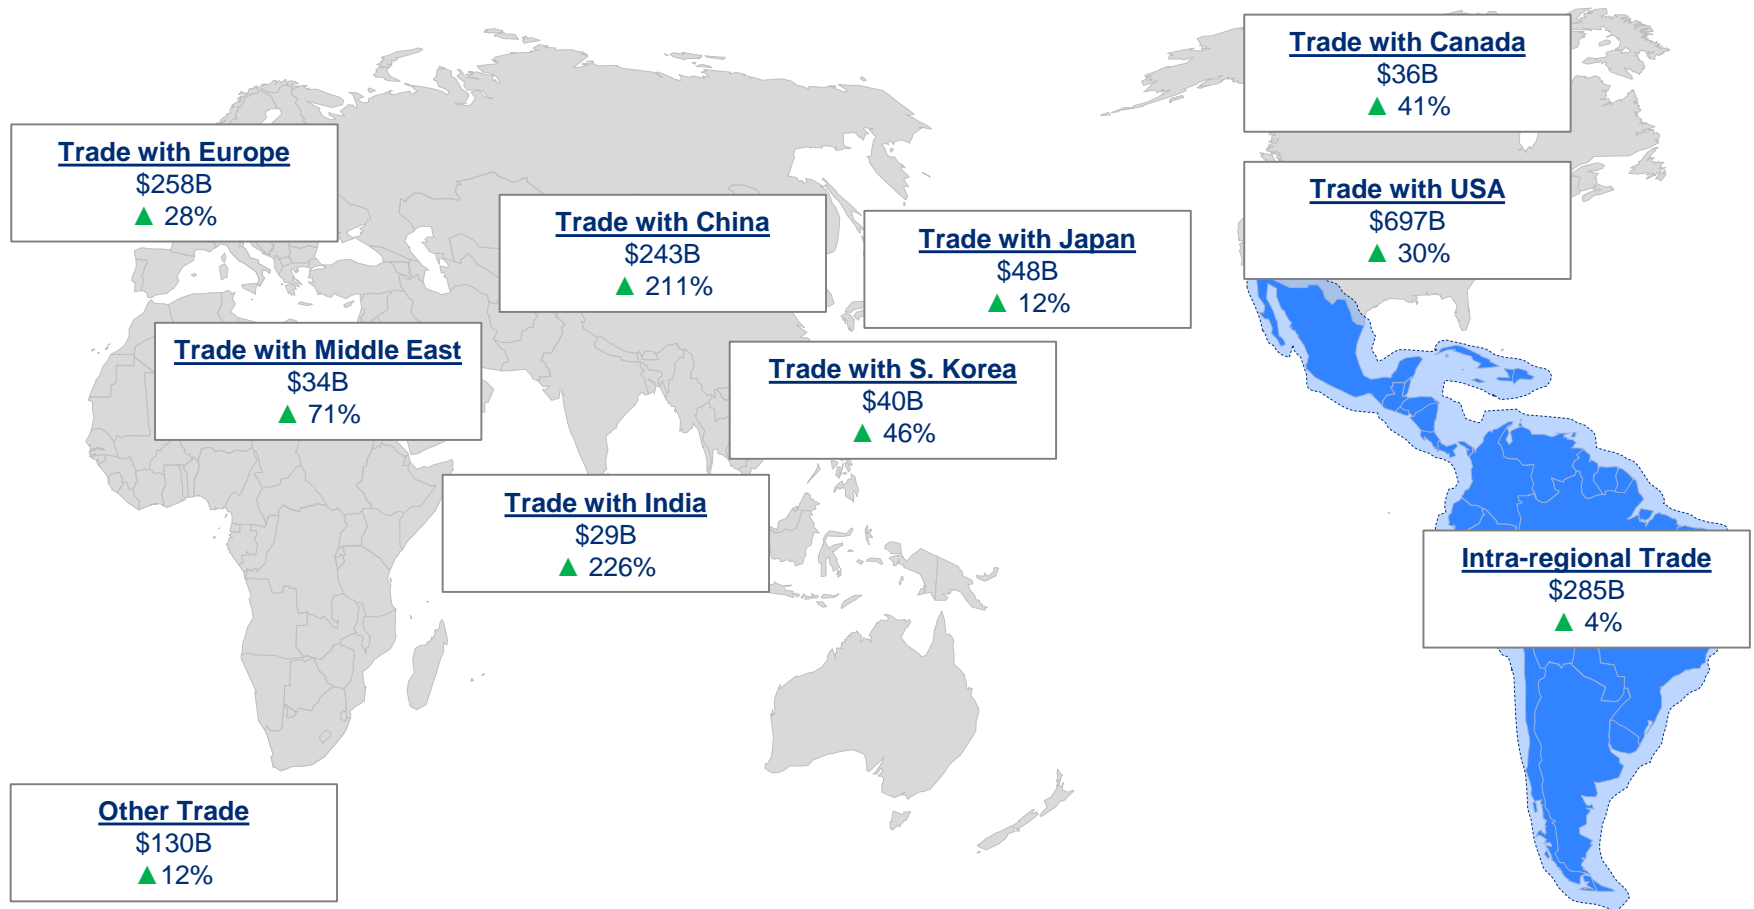 Trade with Canada
$36B
▲ 41%
Trade with Europe
$258B
▲ 28%
Trade with USA
$697B
▲ 30%
Trade with China
$243B
▲ 211%
Trade with Japan
$48B
▲ 12%
Trade with Middle East
$34B
▲ 71%
Trade with S. Korea
$40B
▲ 46%
Trade with India
$29B
▲ 226%
Intra-regional Trade
$285B
▲ 4%
Other Trade
$130B
▲12%